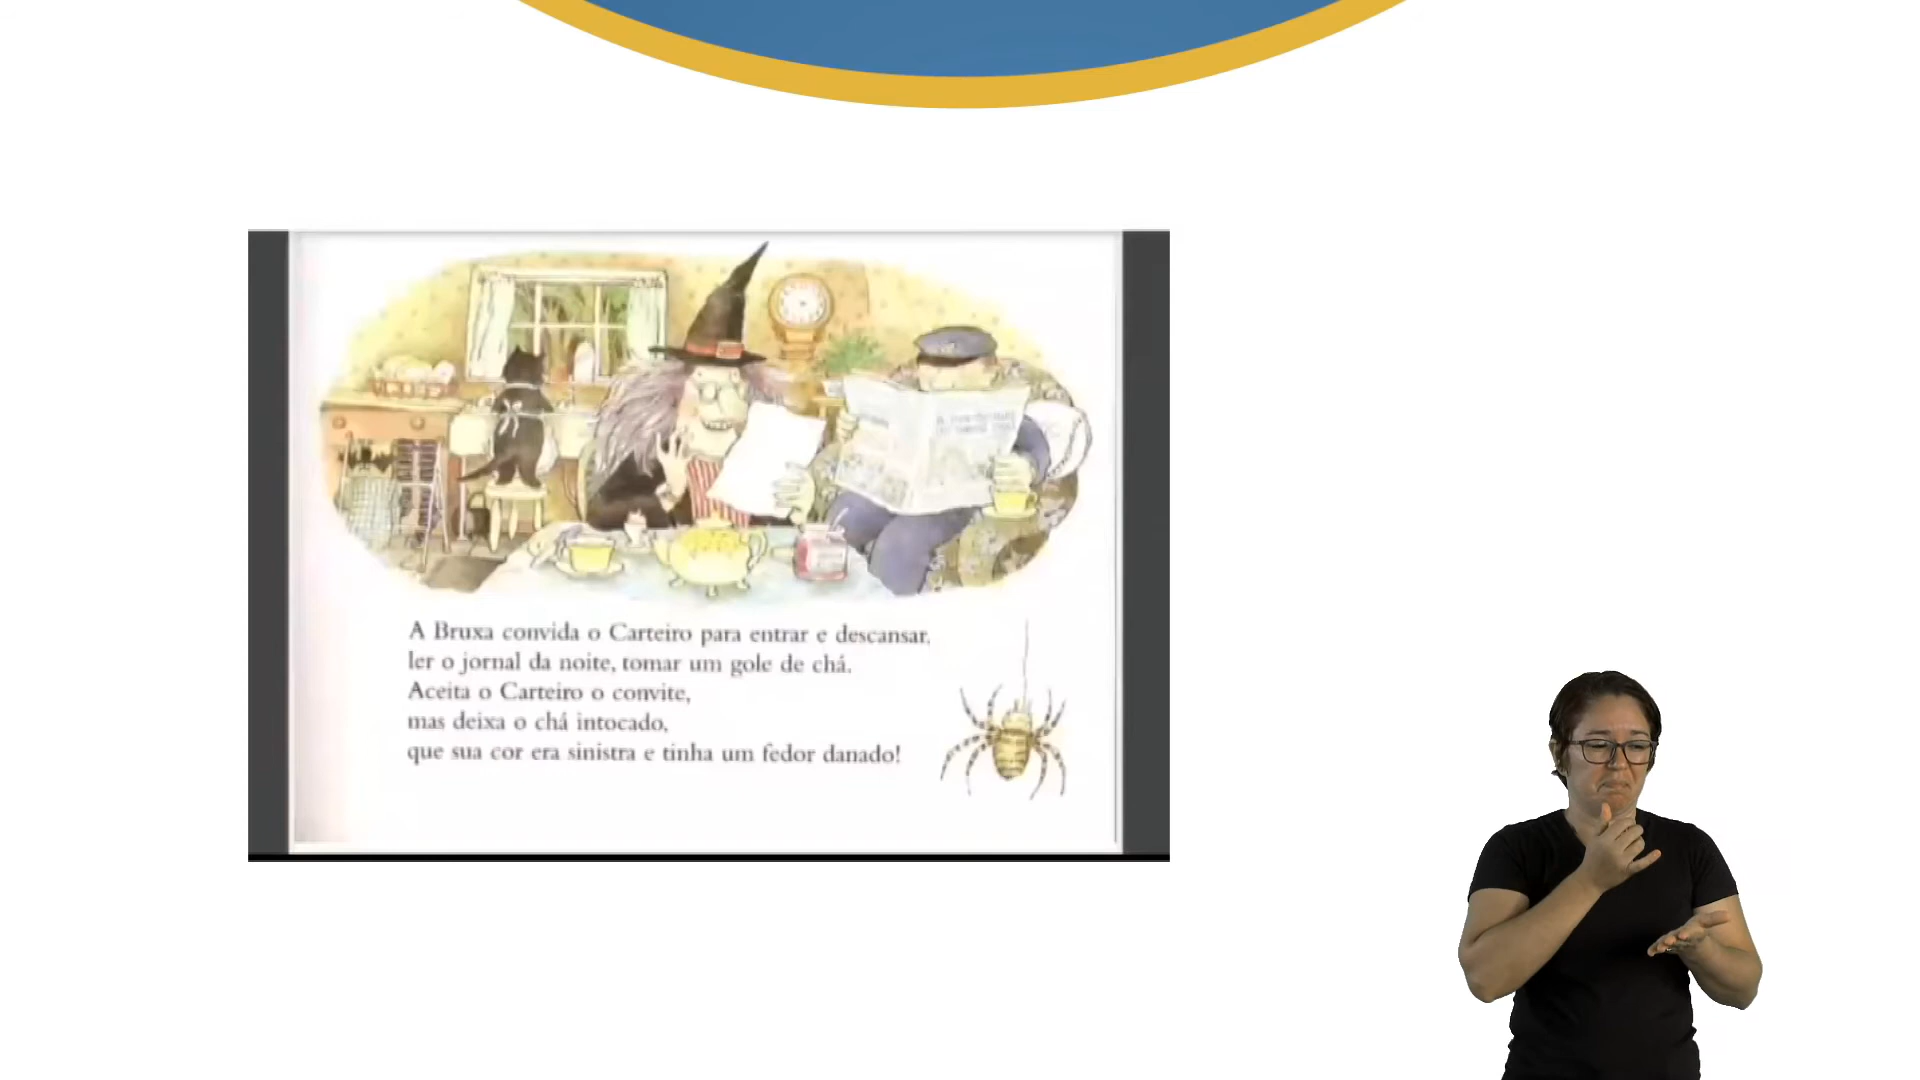 A Bruxa convida o Carteiro para entrar e descansar,
ler o jornal da noite, tomar um gole de chá.
Aceita o Carteiro o convite,
mas deixa o chá intocado,
que sua cor era sinistra e tinha um fedor danado!